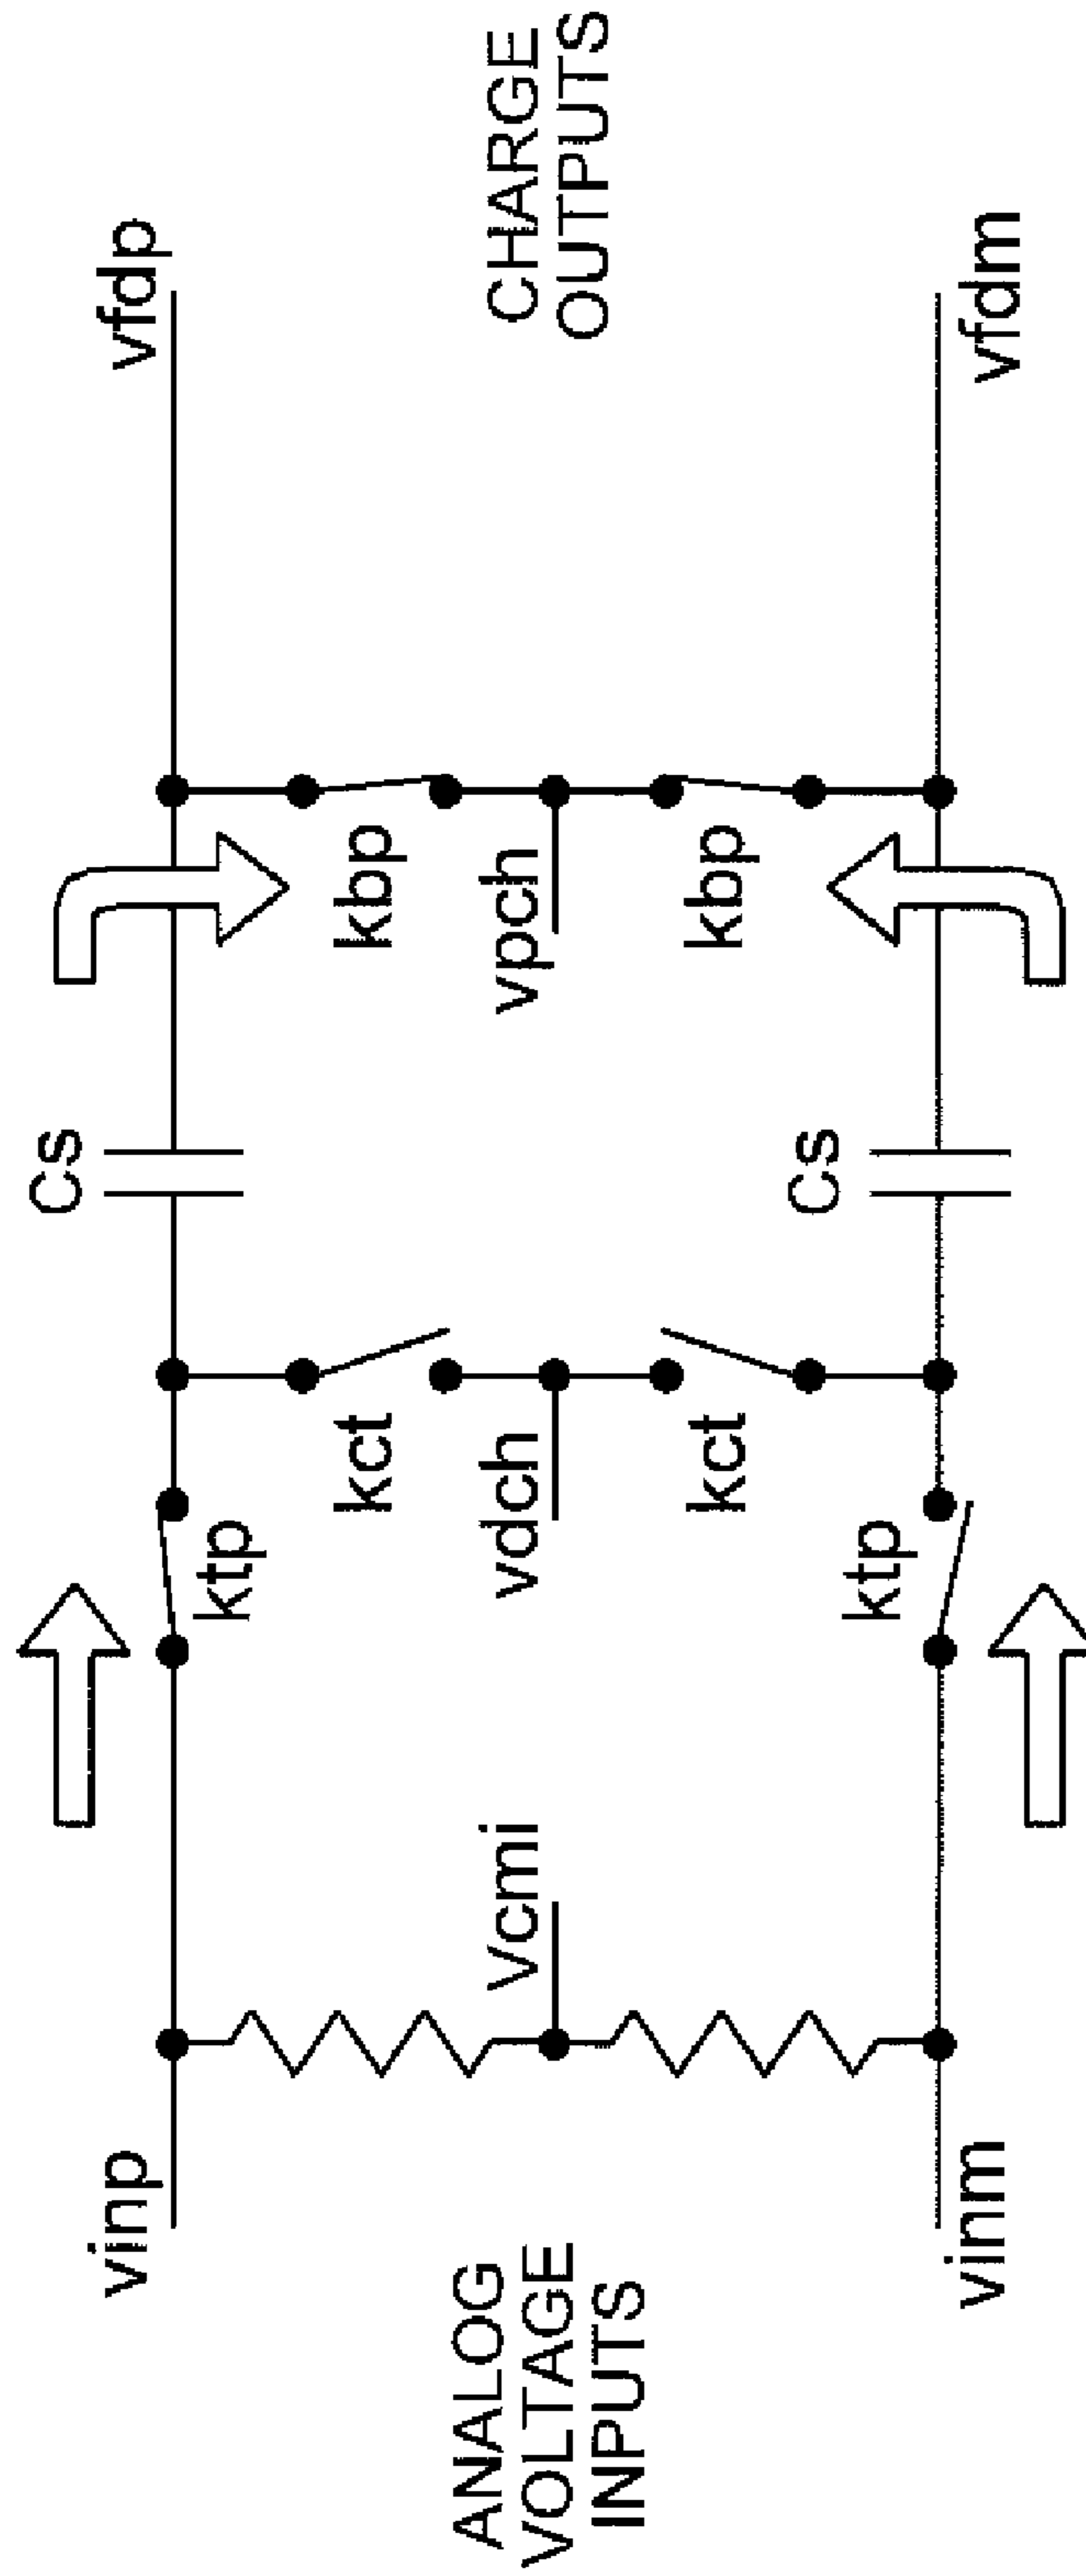 ANALOG
VOLTAGE
INPUTS
vinp
vinm
Vcmi
ktp
ktp
kct
vdch
kct
Cs
Cs
kbp
vpch
kbp
vfdp
vfdm
CHARGE
OUTPUTS